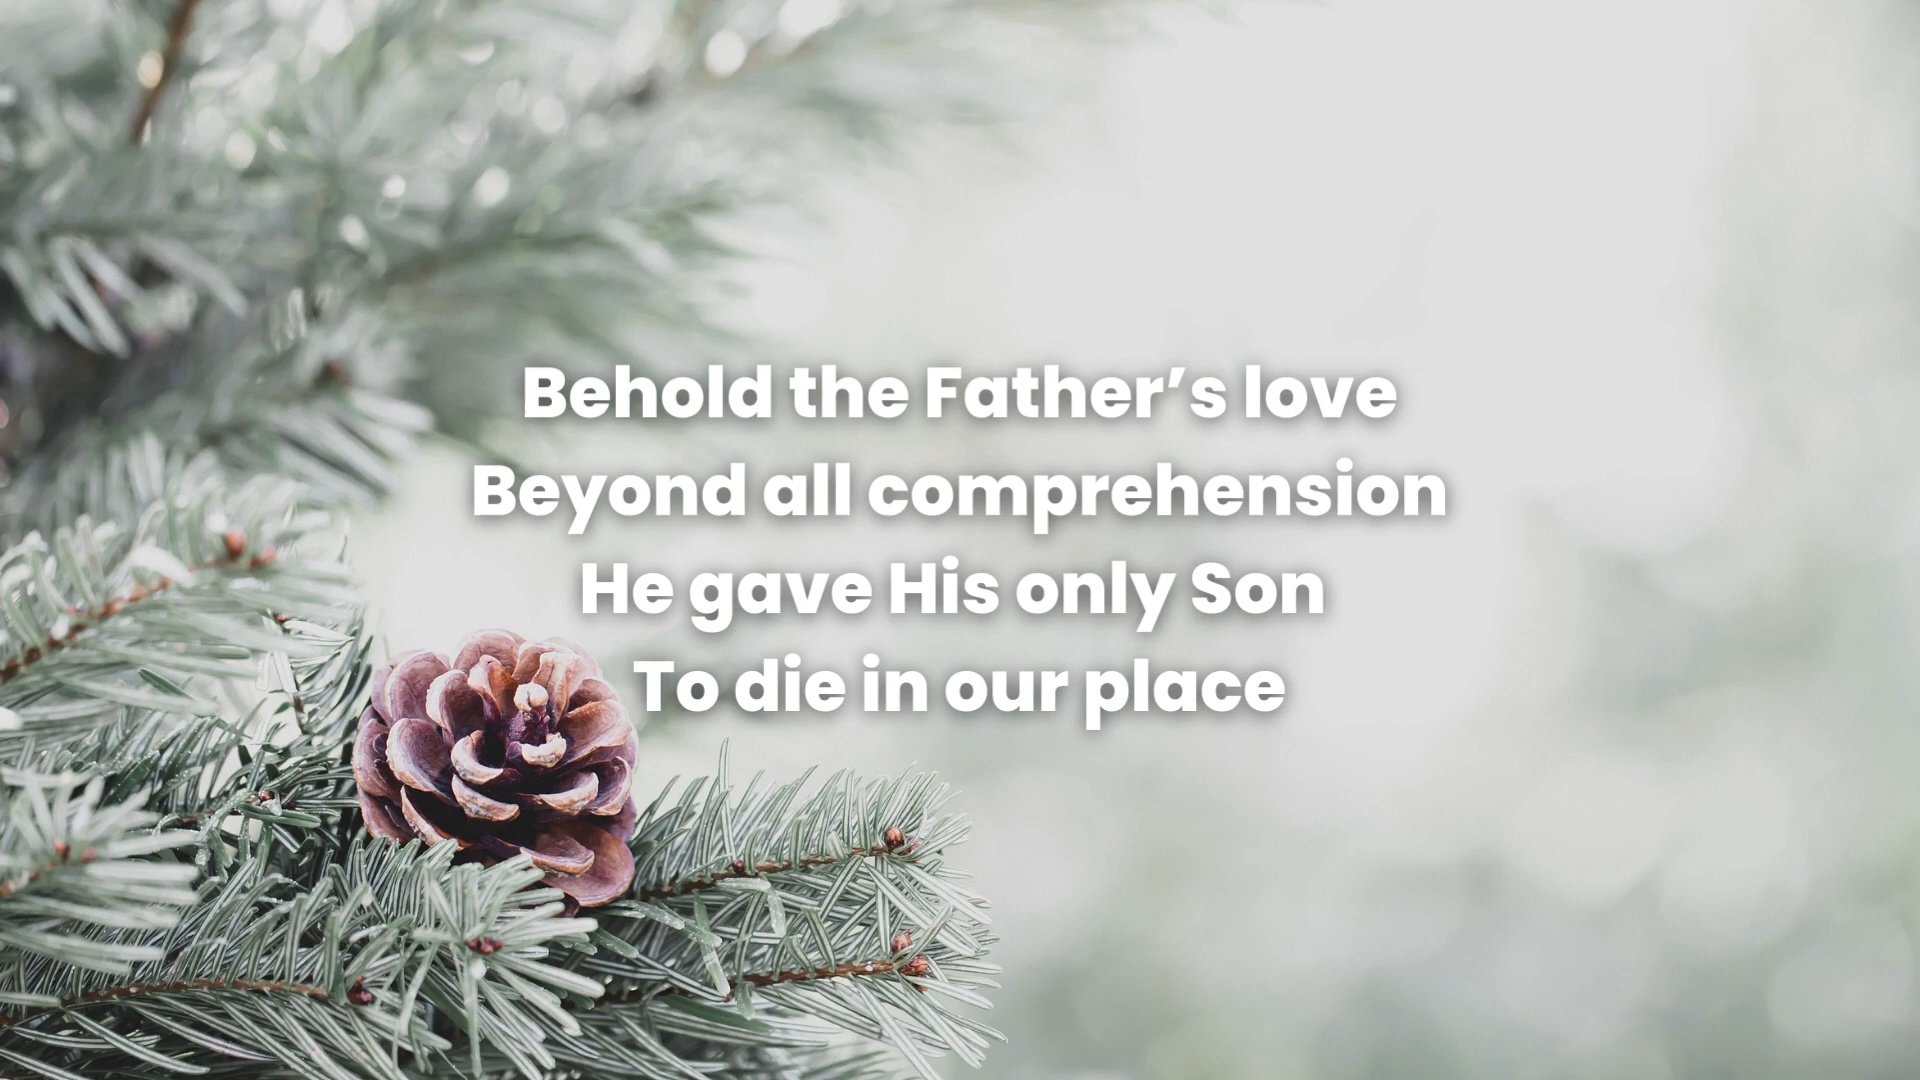 Behold the Father’s love
Beyond all comprehension
He gave His only Son
To die in our place